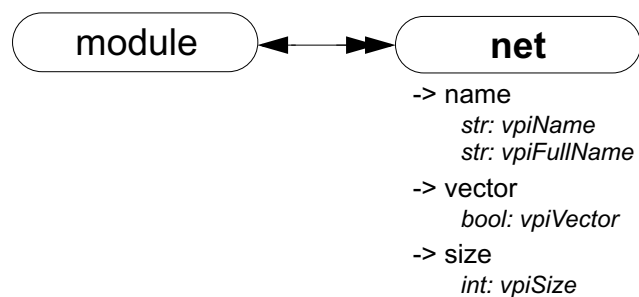 module
net
-> name
str: vpiName
str: vpiFullName
-> vector
bool: vpiVector
-> size
int: vpiSize